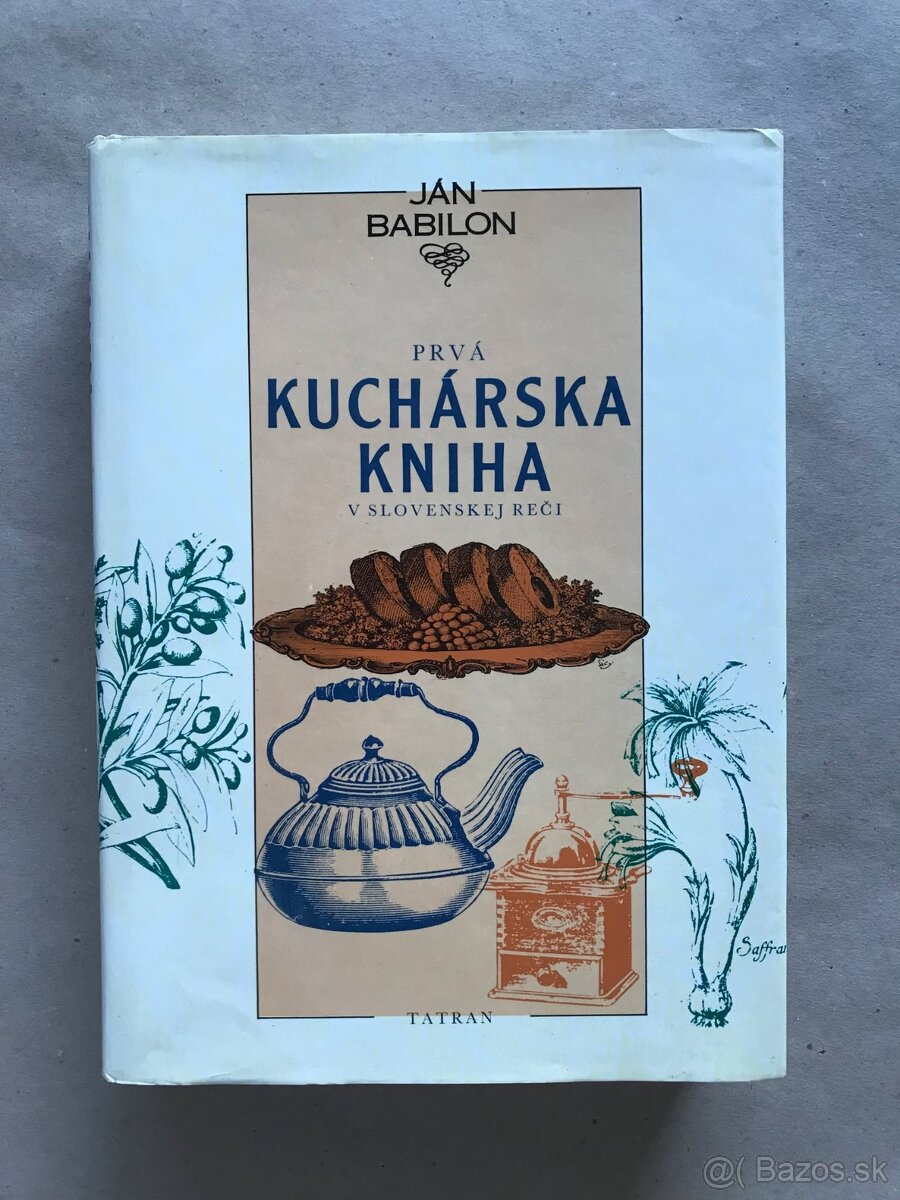 JÁN
BABILON
PRVÁ
KUCHÁRSKA
KNIHA
V SLOVENSKEJ REČI
Saffran
TATRAN
@( Bazos.sk